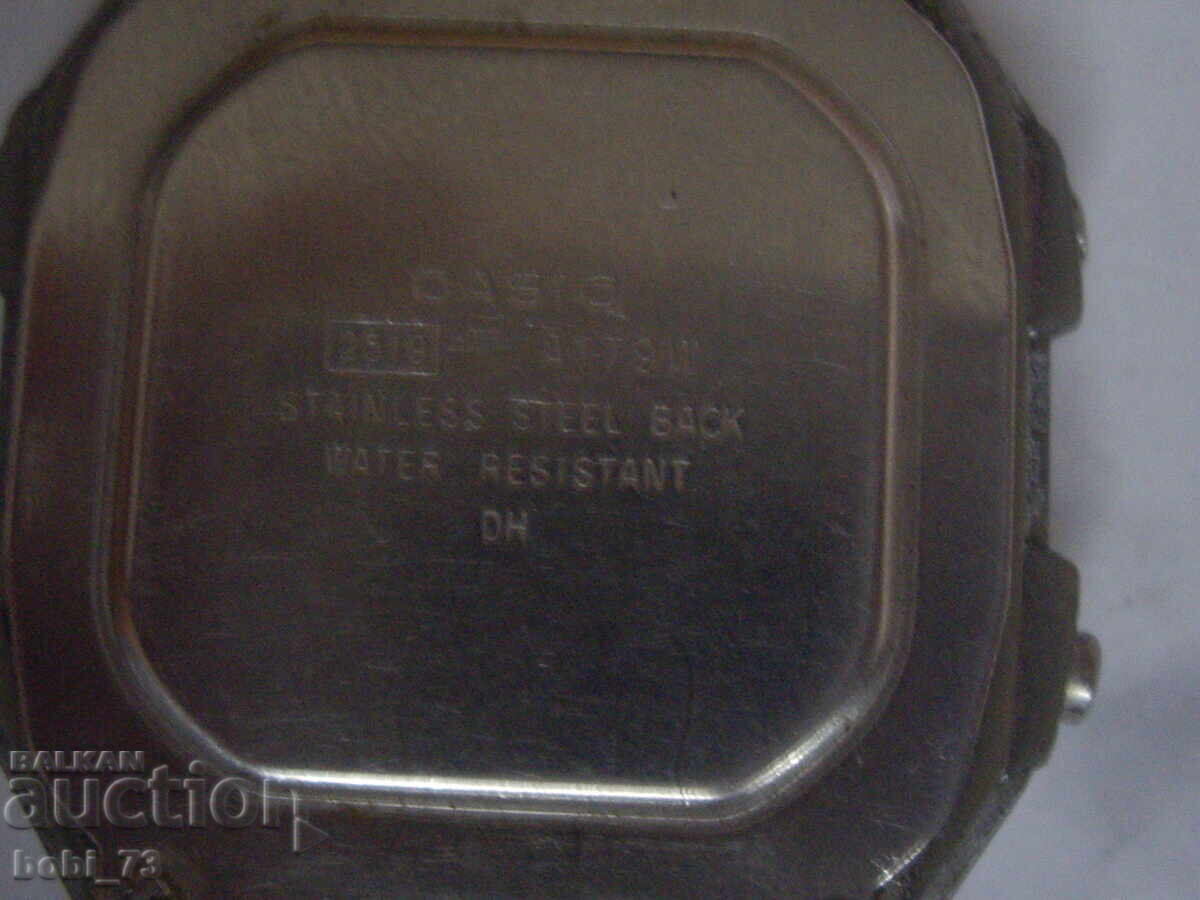 CASIO
2519 A179W
STAINLESS STEEL BACK
WATER RESISTANT
DH
BALKAN
auction
bobi_73